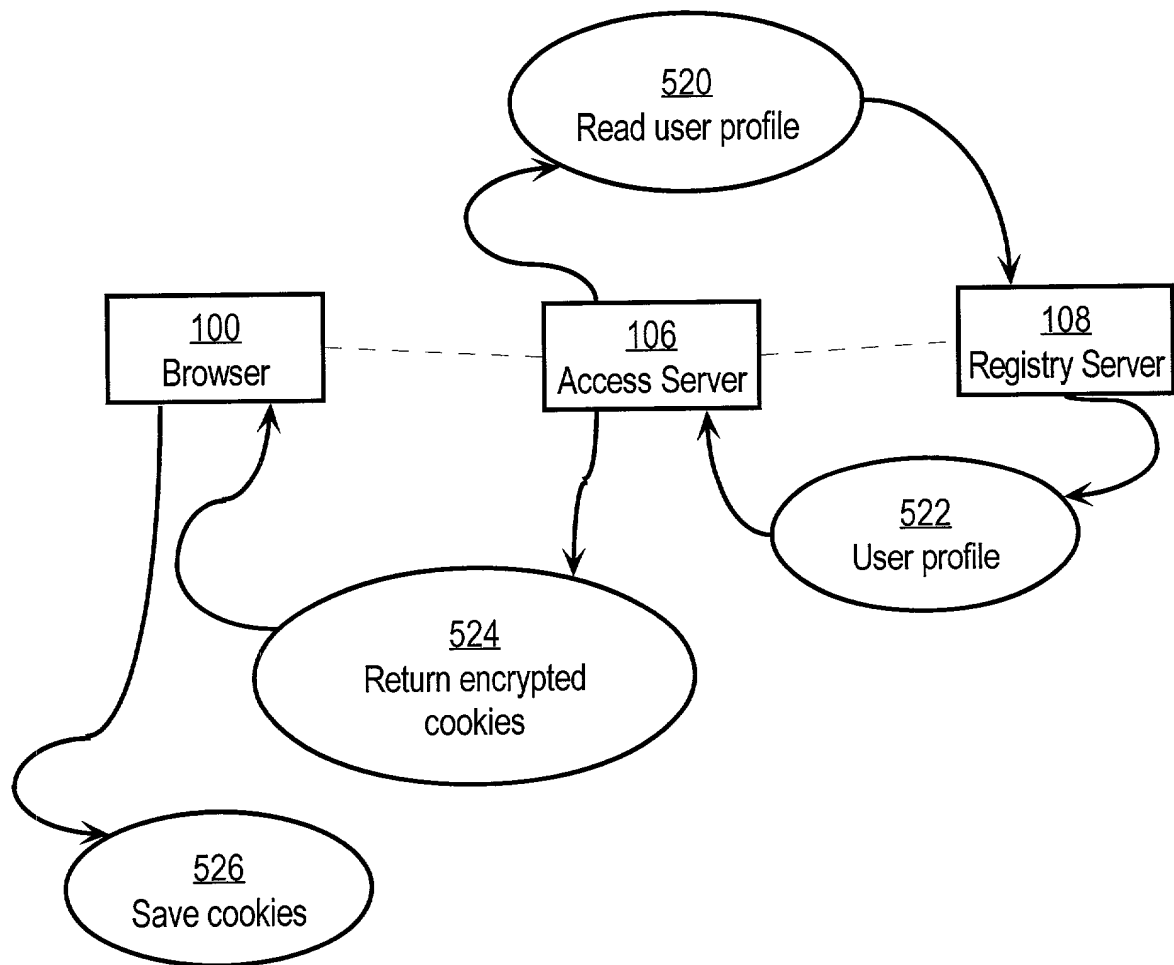 520
Read user profile
100
Browser
106
Access Server
108
Registry Server
522
User profile
524
Return encrypted
cookies
526
Save cookies